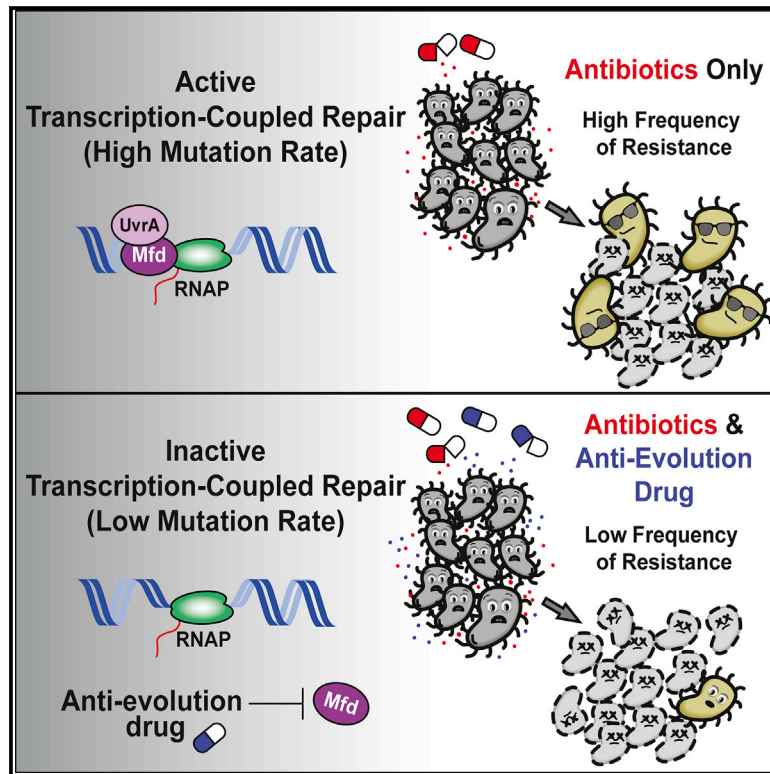 Active
Transcription-Coupled Repair
(High Mutation Rate)
UvrA
Mfd
RNAP
Antibiotics Only
High Frequency
of Resistance
Inactive
Transcription-Coupled Repair
(Low Mutation Rate)
RNAP
Anti-evolution
drug
Mfd
Antibiotics &
Anti-Evolution
Drug
Low Frequency
of Resistance